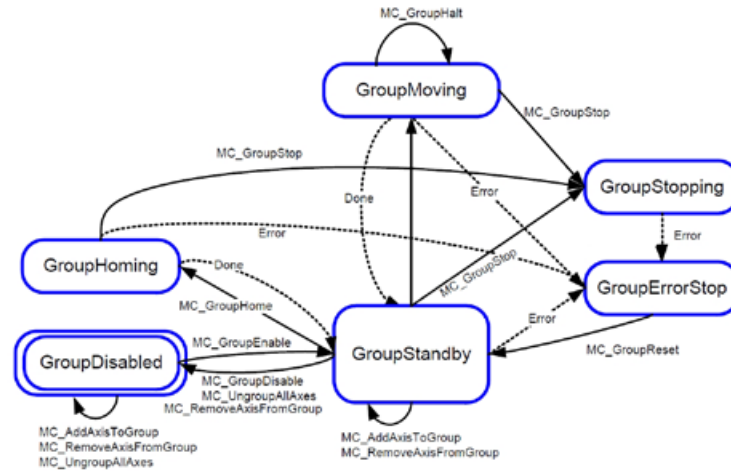 MC_GroupHalt
GroupMoving
MC_GroupStop
MC_GroupStop
GroupStopping
Done
Error
Error
Error
GroupHoming
Done
MC_GroupStop
GroupErrorStop
MC_GroupHome
Error
MC_GroupEnable
GroupStandby
GroupDisabled
MC_GroupReset
MC_GroupDisable
MC_UngroupAllAxes
MC_RemoveAxisFromGroup
MC_AddAxisToGroup
MC_RemoveAxisFromGroup
MC_UngroupAllAxes
MC_AddAxisToGroup
MC_RemoveAxisFromGroup